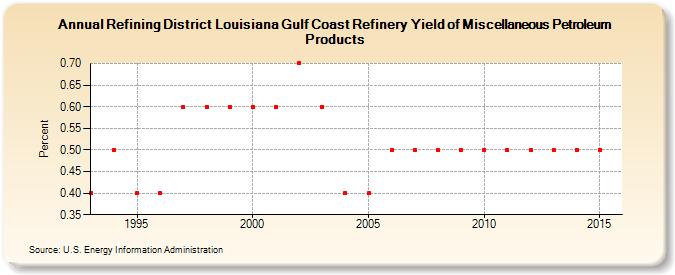 Annual Refining District Louisiana Gulf Coast Refinery Yield of Miscellaneous Petroleum
Products
Percent
0.70
0.65
0.60
0.55
0.50
0.45
0.40
0.35
1995 2000 2005 2010 2015
Source: U.S. Energy Information Administration